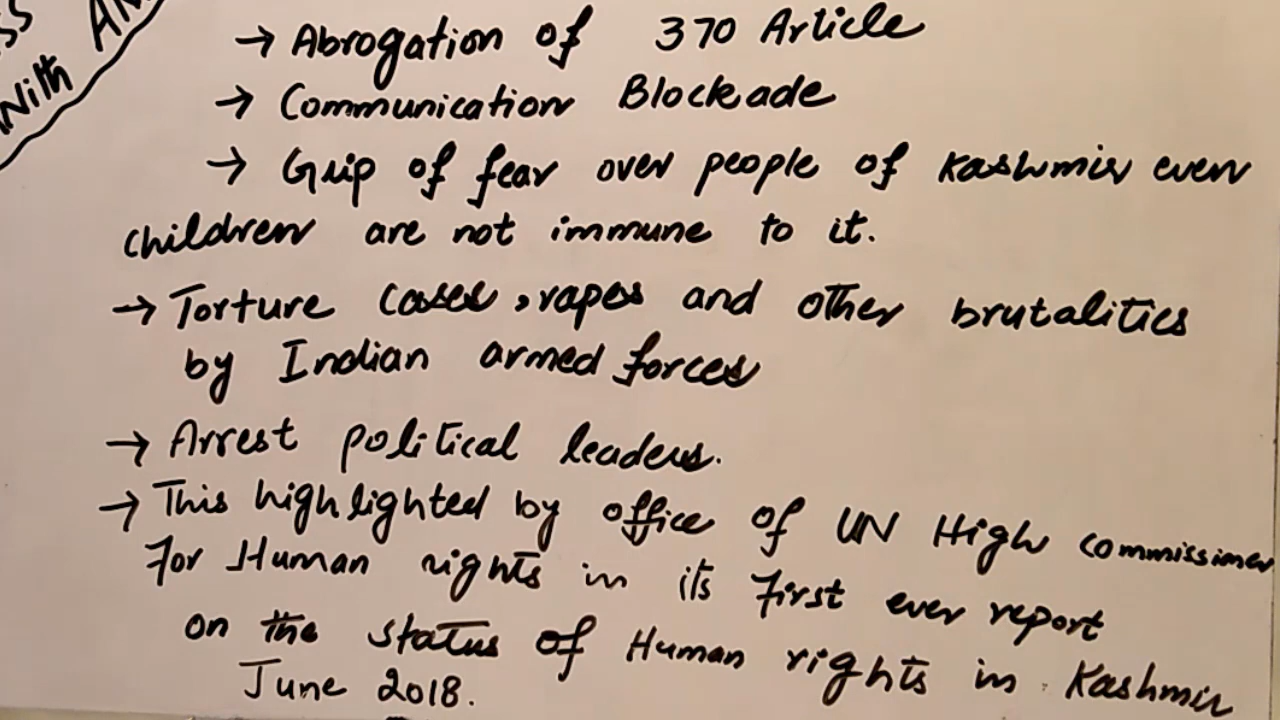 With
→ Abrogation of 370 Article
→ Communication Blockade
→ Grip of fear over people of Kashmir even
children are not immune to it.
→ Torture cases, rapes and other brutalities
by Indian armed forces
→ Arrest political leaders.
→ This highlighted by office of UN High commissioner
For Human rights in its first ever report
on the status of Human rights in Kashmir
June 2018.